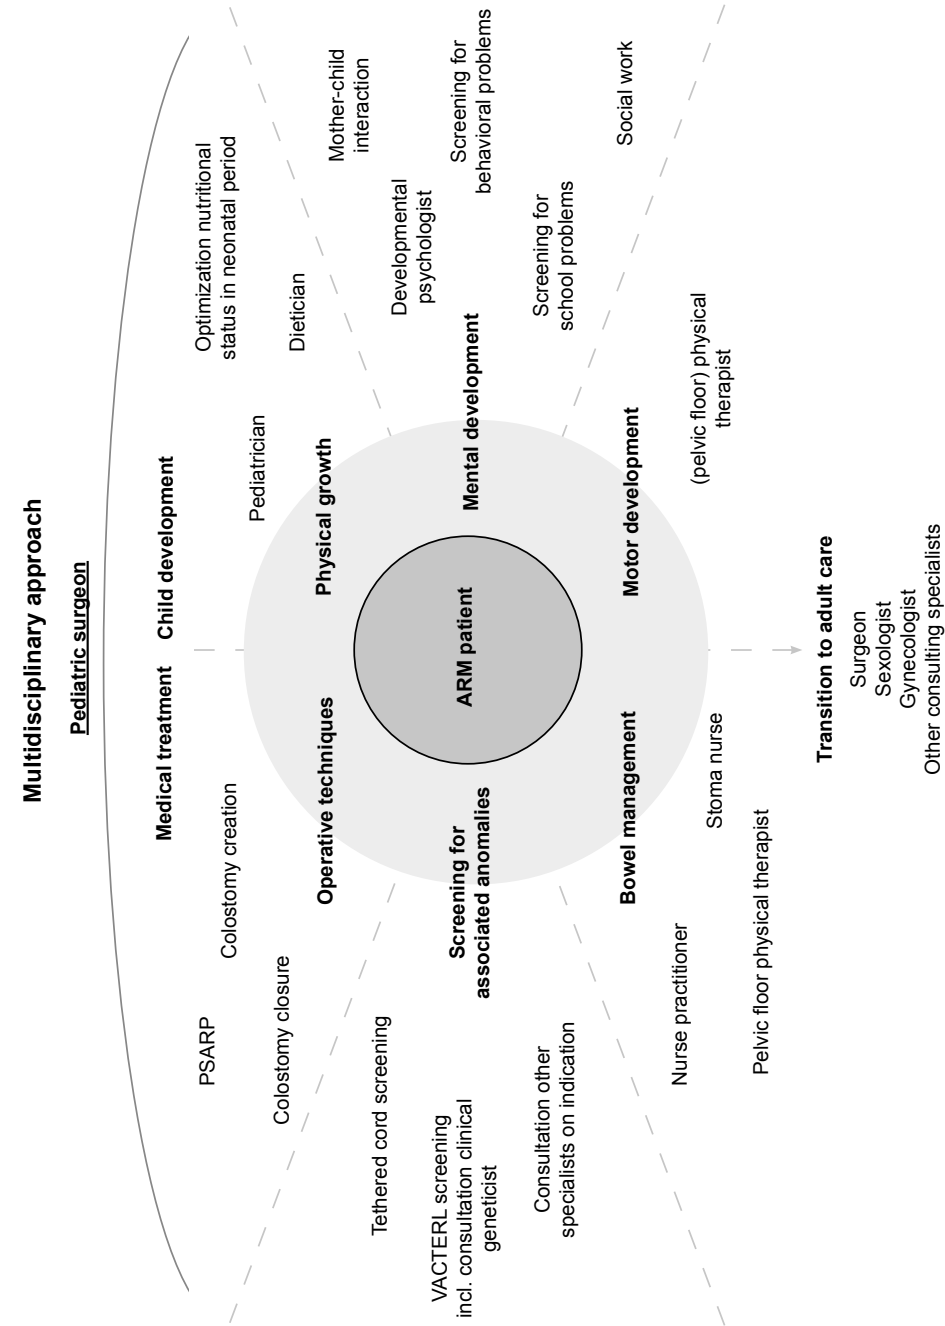 Multidisciplinary approach
Pediatric surgeon
Medical treatment
Child development
PSARP
Colostomy creation
Colostomy closure
Operative techniques
Tethered cord screening
VACTERL screening
incl. consultation clinical
geneticist
Consultation other
specialists on indication
Screening for
associated anomalies
Nurse practitioner
Pelvic floor physical therapist
Stoma nurse
Bowel management
ARM patient
Optimization nutritional
status in neonatal period
Dietician
Pediatrician
Physical growth
Mother-child
interaction
Developmental
psychologist
Screening for
behavioral problems
Screening for
school problems
Social work
Mental development
Motor development
(pelvic floor) physical
therapist
Transition to adult care
Surgeon
Sexologist
Gynecologist
Other consulting specialists